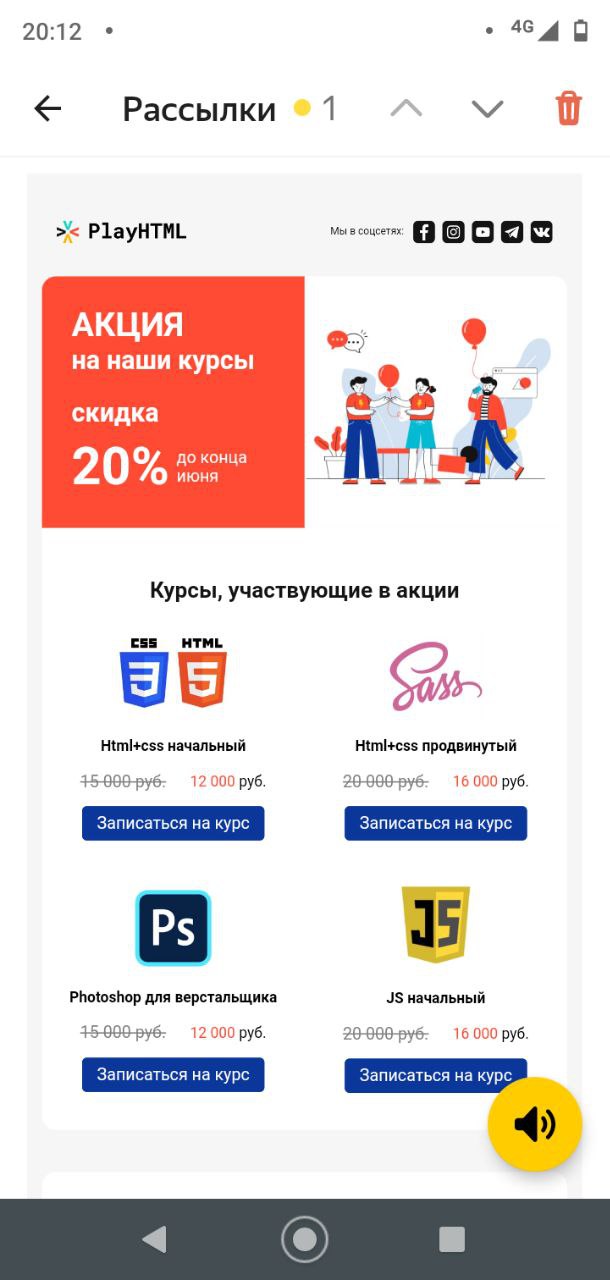 20:12
4G
Рассылки 1
PlayHTML
Мы в соцсетях:
АКЦИЯ
на наши курсы
скидка
20% до конца
июня
Курсы, участвующие в акции
CSS HTML
3 5
Sass
Html+css начальный
15 000 руб. 12 000 руб.
Записаться на курс
Html+css продвинутый
20 000 руб. 16 000 руб.
Записаться на курс
Ps
JS
Photoshop для верстальщика
15 000 руб. 12 000 руб.
Записаться на курс
JS начальный
20 000 руб. 16 000 руб.
Записаться на курс